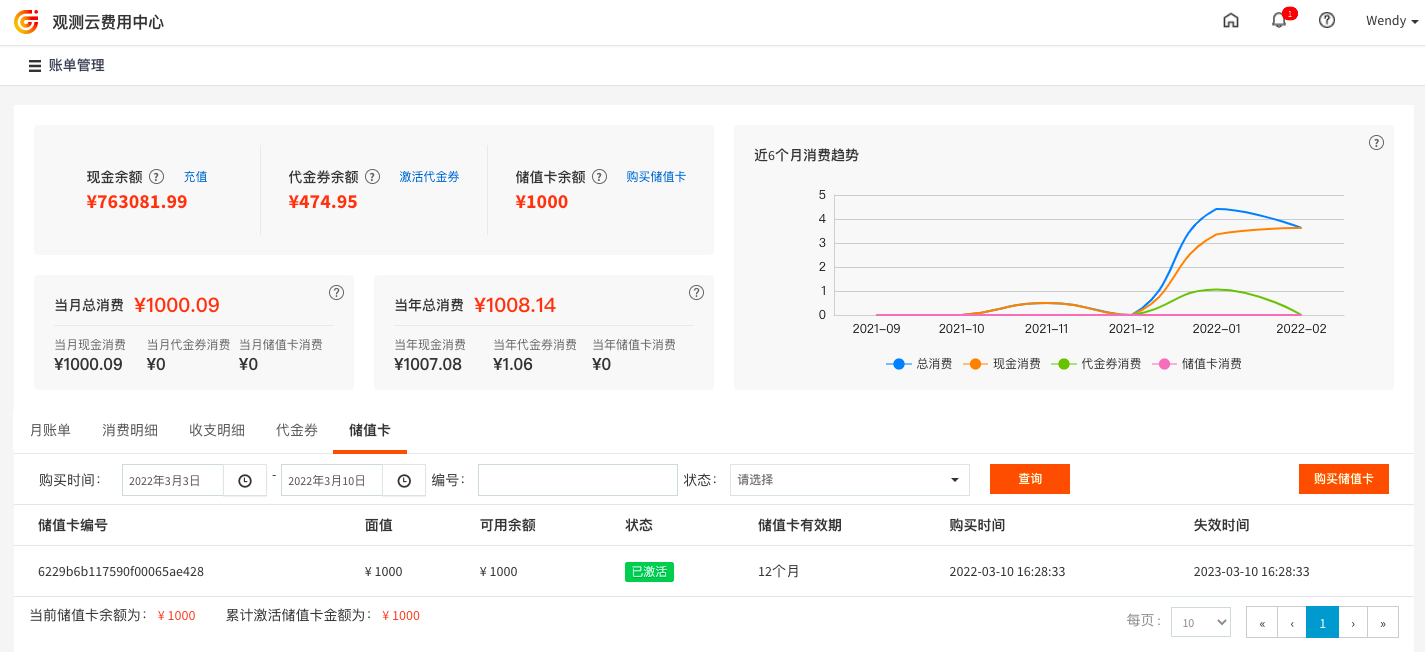 观测云费用中心
1
Wendy
账单管理
现金余额 ? 充值
¥763081.99
代金券余额 ? 激活代金券
¥474.95
储值卡余额 ? 购买储值卡
¥1000
当月总消费 ¥1000.09
?
当月现金消费 当月代金券消费 当月储值卡消费
¥1000.09 ¥0 ¥0
当年总消费 ¥1008.14
?
当年现金消费 当年代金券消费 当年储值卡消费
¥1007.08 ¥1.06 ¥0
近6个月消费趋势
?
5
4
3
2
1
0
2021-09 2021-10 2021-11 2021-12 2022-01 2022-02
总消费 现金消费 代金券消费 储值卡消费
月账单 消费明细 收支明细 代金券 储值卡
购买时间: 2022年3月3日 - 2022年3月10日 编号: 状态: 请选择 查询 购买储值卡
储值卡编号 面值 可用余额 状态 储值卡有效期 购买时间 失效时间
6229b6b117590f00065ae428 ¥ 1000 ¥ 1000 已激活 12个月 2022-03-10 16:28:33 2023-03-10 16:28:33
当前储值卡余额为: ¥ 1000 累计激活储值卡金额为: ¥ 1000
每页: 10 « ‹ 1 › »